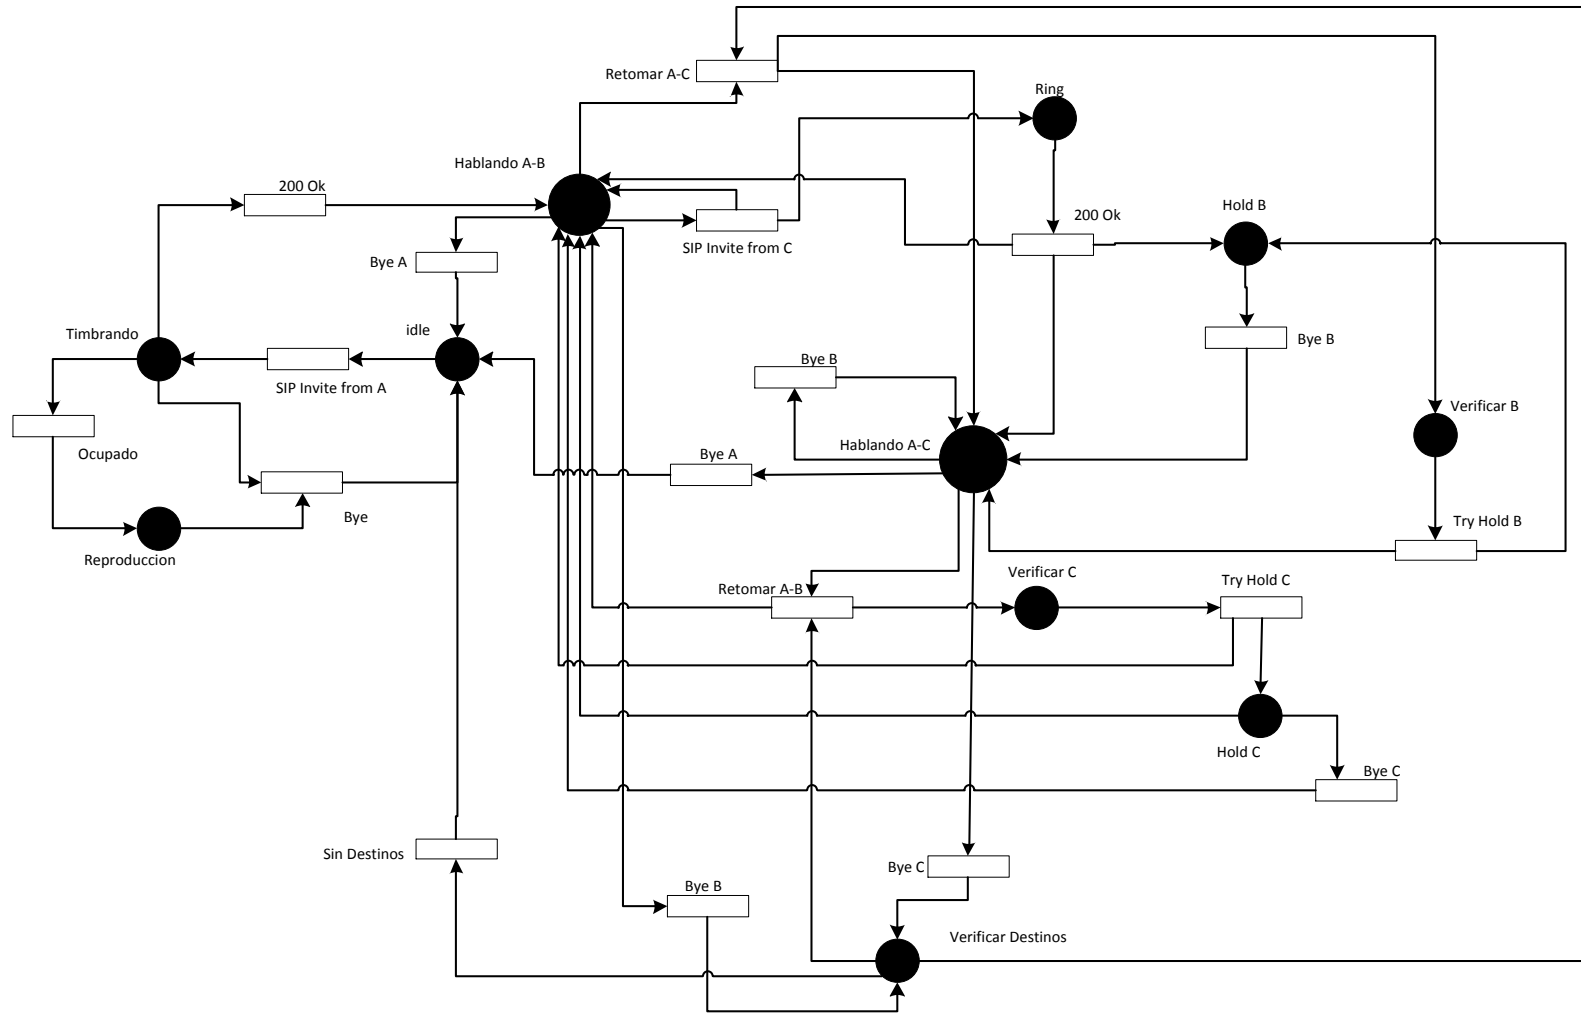 Retomar A-C
Ring
Hablando A-B
200 Ok
Hold B
200 Ok
SIP Invite from C
Bye A
Timbrando
idle
Bye B
Bye B
SIP Invite from A
Verificar B
Hablando A-C
Ocupado
Bye A
Bye
Try Hold B
Reproduccion
Verificar C
Try Hold C
Retomar A-B
Hold C
Bye C
Sin Destinos
Bye C
Bye B
Verificar Destinos